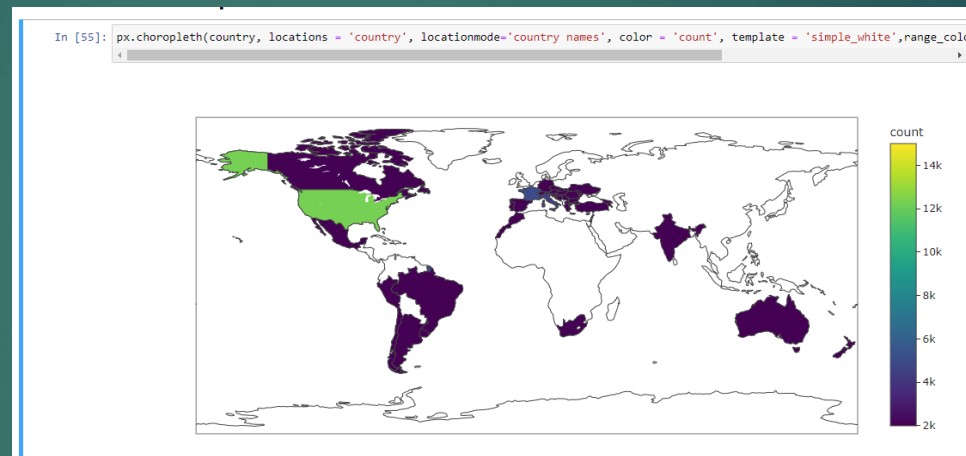 In [55]: px.choropleth(country, locations = 'country', locationmode='country names', color = 'count', template = 'simple_white',range_colo
count
14k
12k
10k
8k
6k
4k
2k